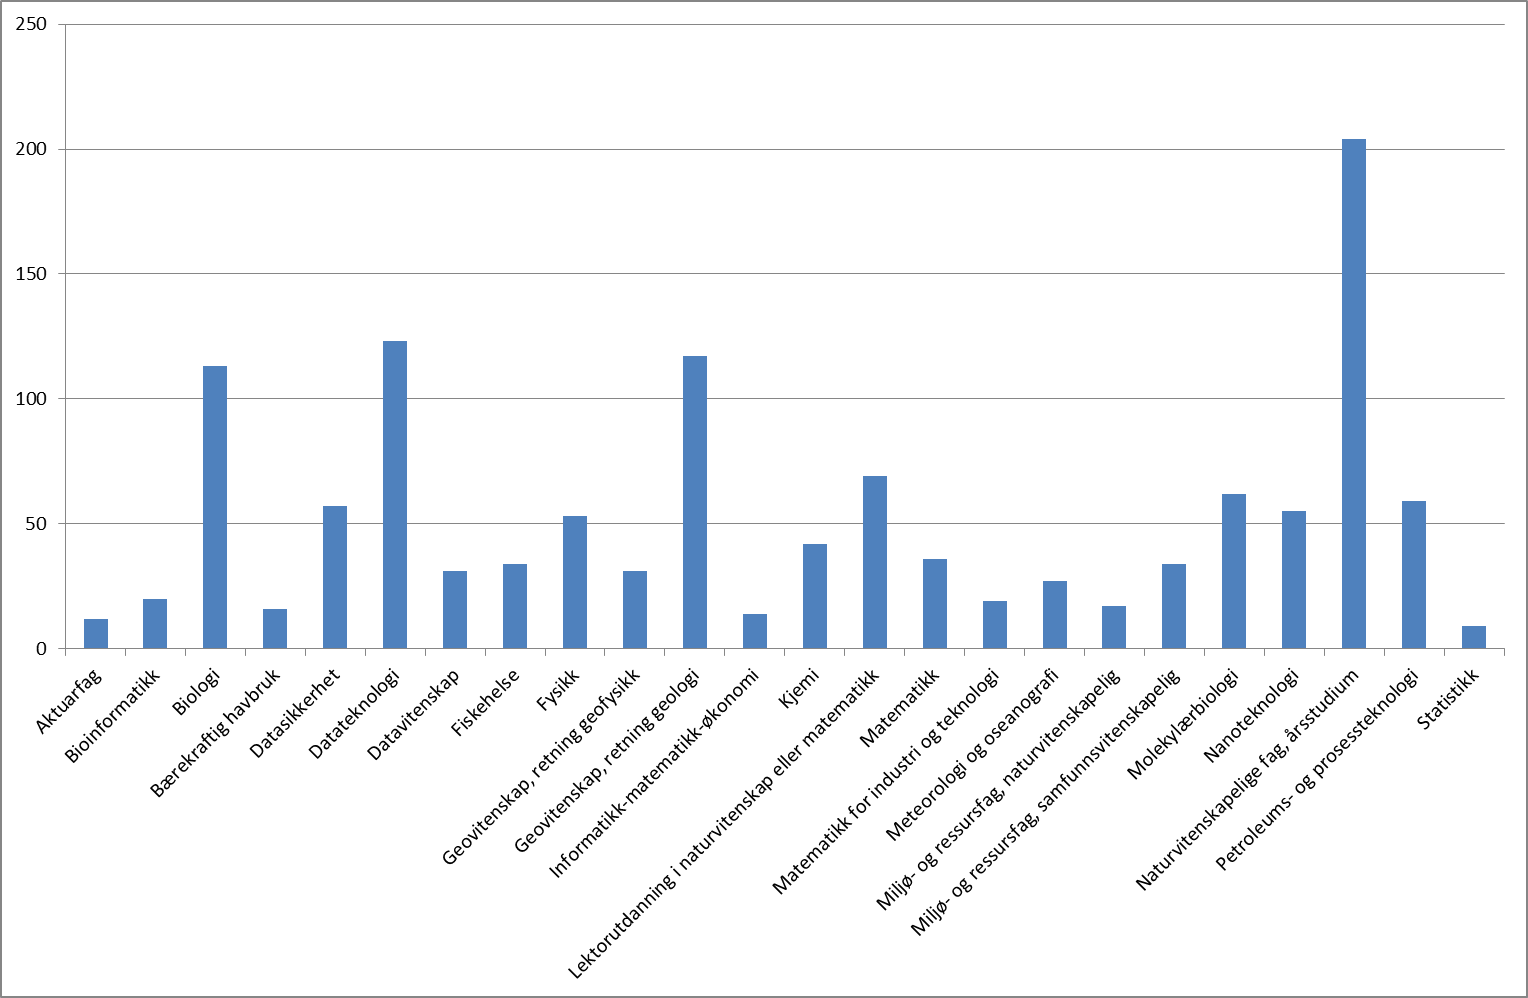 250
200
150
100
50
0
Aktuarfag
Bioinformatikk
Biologi
Bærekraftig havbruk
Datasikkerhet
Datateknologi
Datavitenskap
Fiskehelse
Fysikk
Geovitenskap, retning geofysikk
Geovitenskap, retning geologi
Informatikk-matematikk-økonomi
Kjemi
Lektorutdanning i naturvitenskap eller matematikk
Matematikk
Matematikk for industri og teknologi
Meteorologi og oseanografi
Miljø- og ressursfag, naturvitenskapelig
Miljø- og ressursfag, samfunnsvitenskapelig
Molekylærbiologi
Nanoteknologi
Naturvitenskapelige fag, årsstudium
Petroleums- og prosessteknologi
Statistikk